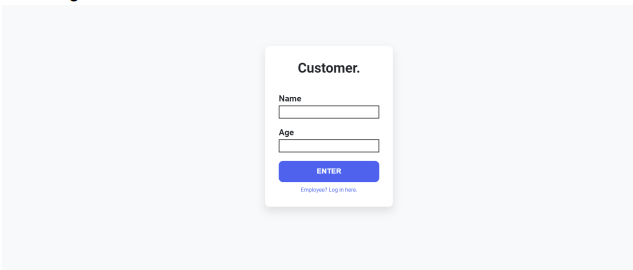 Customer.
Name
Age
ENTER
Employee? Log in here.